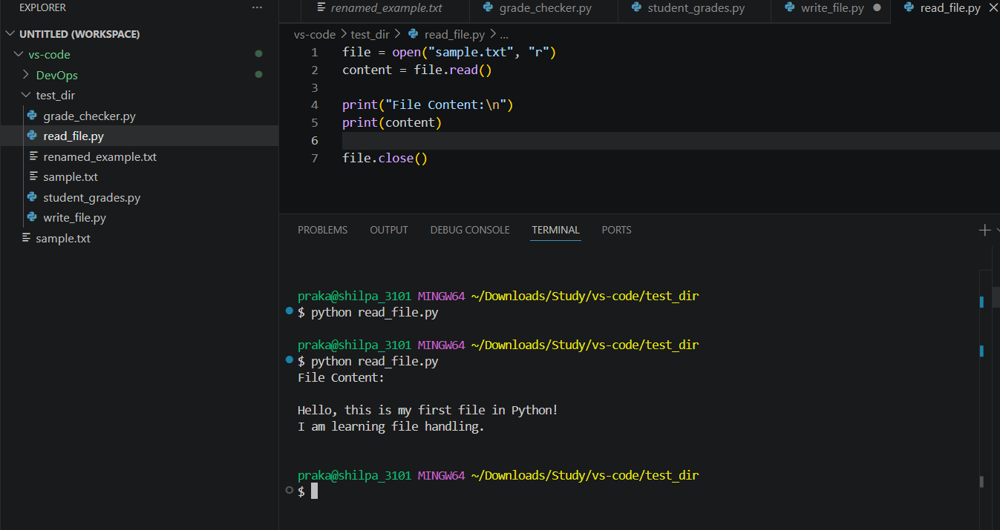 EXPLORER ...
UNTITLED (WORKSPACE)
vs-code
DevOps
test_dir
grade_checker.py
read_file.py
renamed_example.txt
sample.txt
student_grades.py
write_file.py
sample.txt
renamed_example.txt grade_checker.py student_grades.py write_file.py read_file.py
vs-code > test_dir > read_file.py > ...
1 file = open("sample.txt", "r")
2 content = file.read()
3
4 print("File Content:\n")
5 print(content)
6
7 file.close()
PROBLEMS OUTPUT DEBUG CONSOLE TERMINAL PORTS
praka@shilpa_3101 MINGW64 ~/Downloads/Study/vs-code/test_dir
$ python read_file.py
praka@shilpa_3101 MINGW64 ~/Downloads/Study/vs-code/test_dir
$ python read_file.py
File Content:
Hello, this is my first file in Python!
I am learning file handling.
praka@shilpa_3101 MINGW64 ~/Downloads/Study/vs-code/test_dir
$